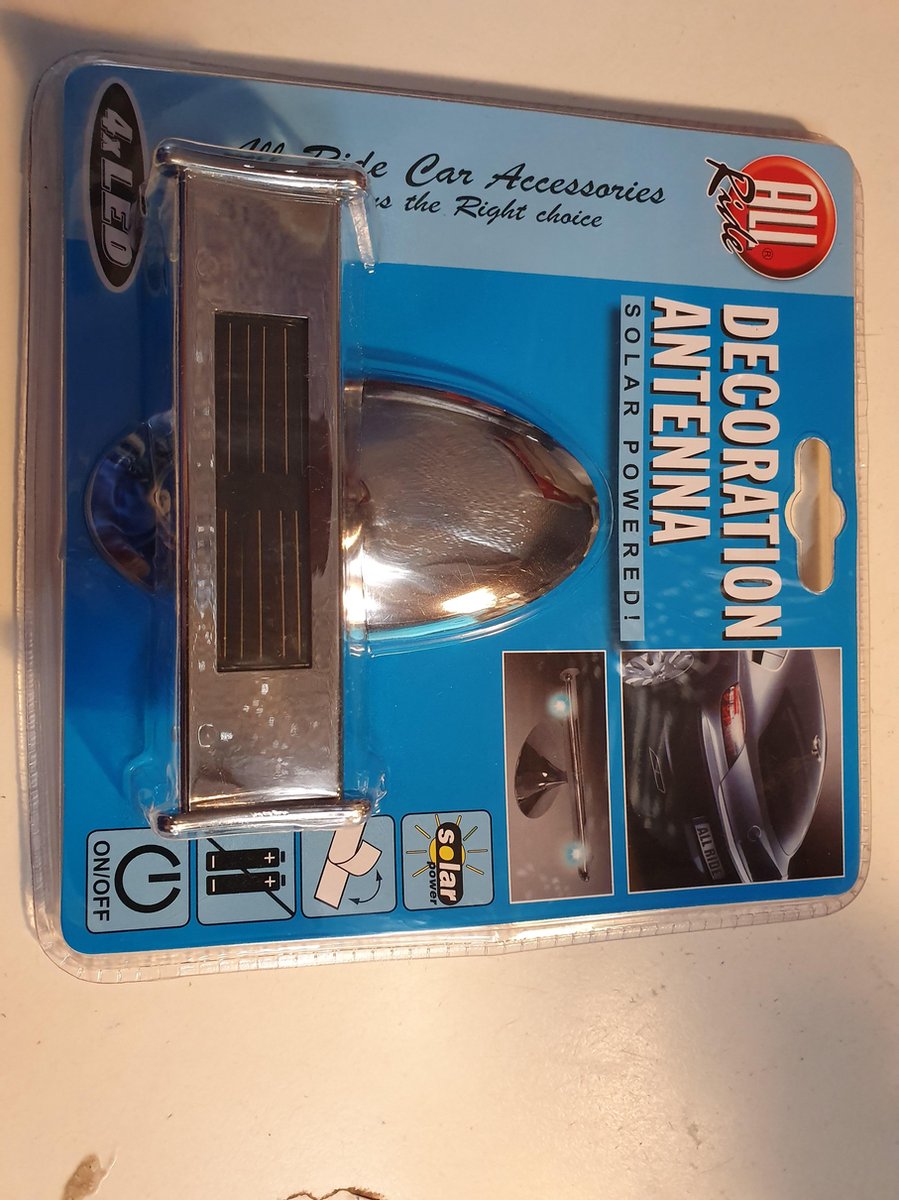 ALL
Ride
®
All Ride Car Accessories
the Right choice
DECORATION
ANTENNA
SOLAR POWERED!
4x LED
ALL RIDE
solar
power
ON/OFF